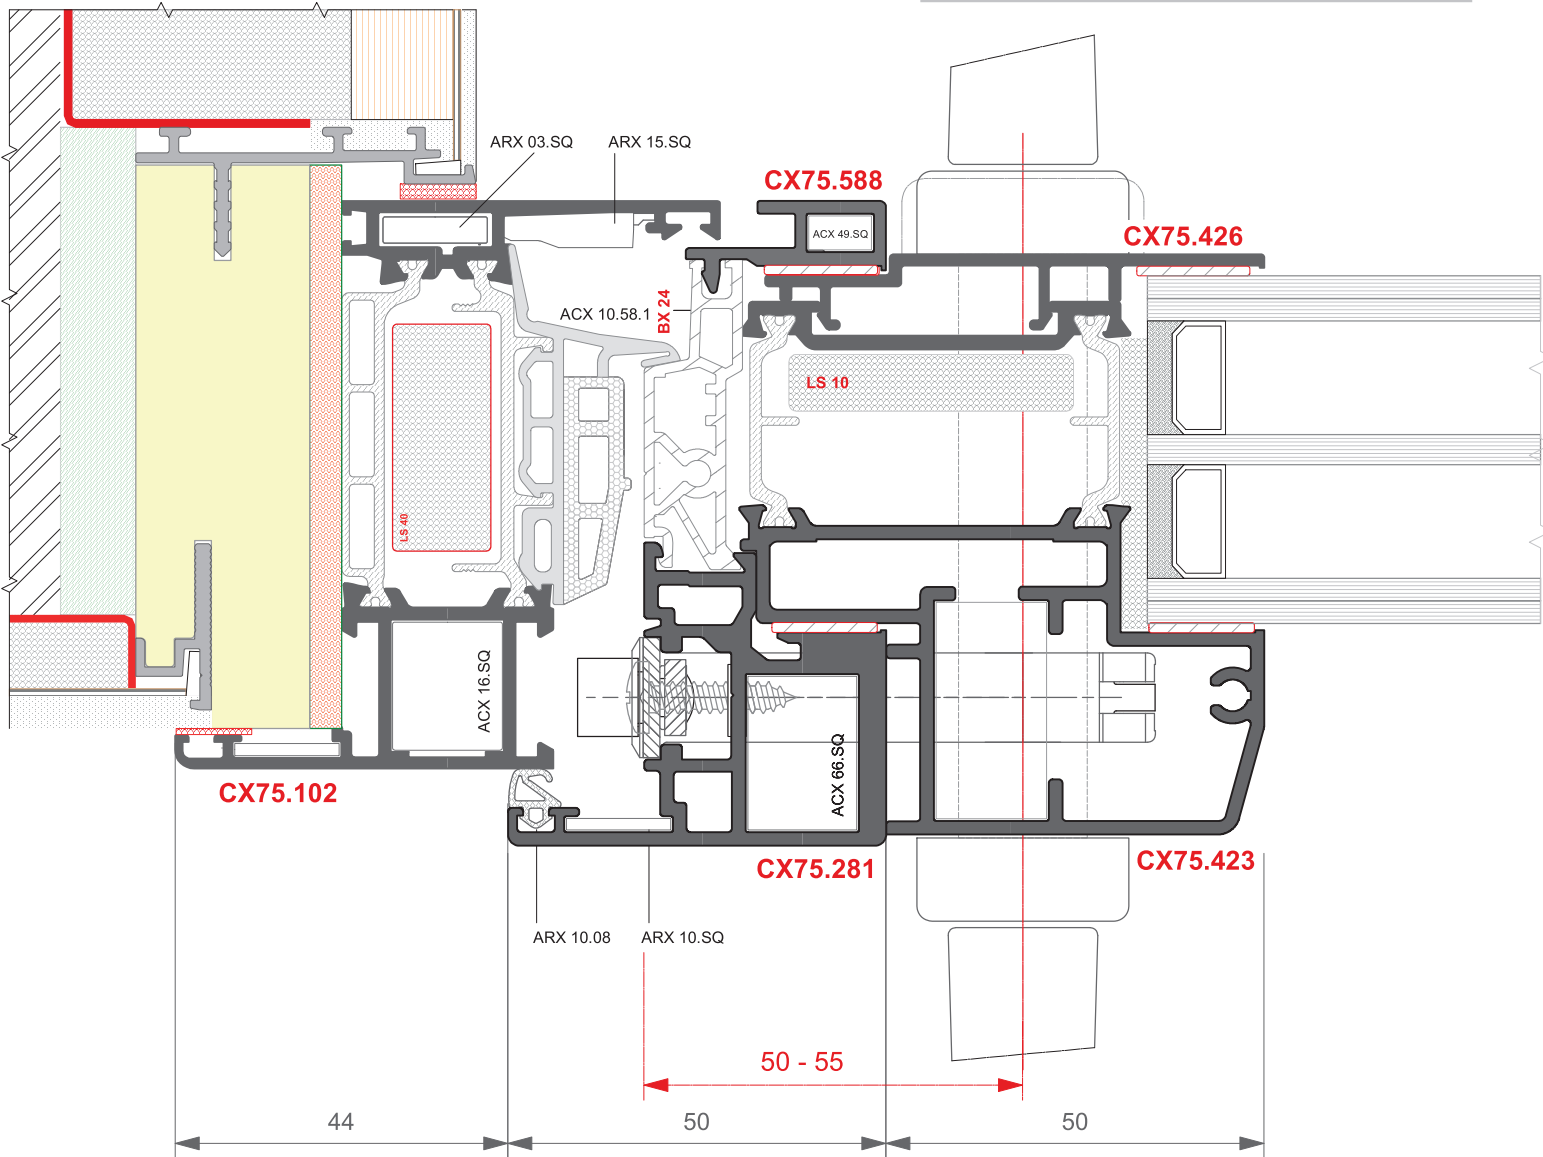 ARX 03.SQ
ARX 15.SQ
CX75.588
ACX 49.SQ
CX75.426
ACX 10.58.1
BX 24
LS 10
LS 40
ACX 16.SQ
ACX 66.SQ
CX75.102
CX75.281
CX75.423
ARX 10.08
ARX 10.SQ
50 - 55
44
50
50